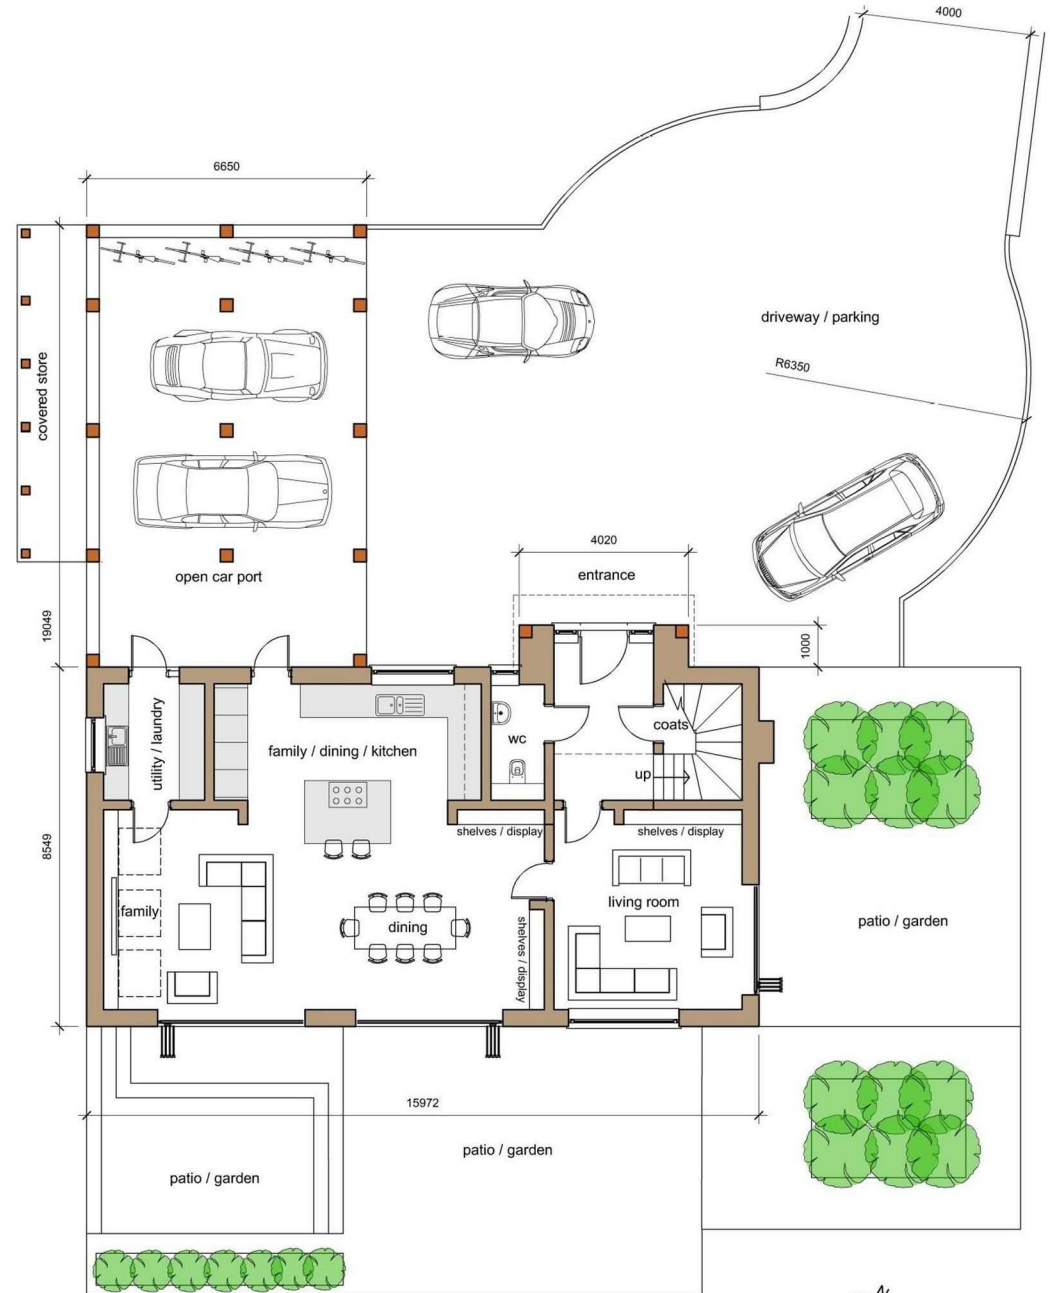 4000
6650
driveway / parking
R6350
covered store
4020
open car port
entrance
19049
1000
utility / laundry
family / dining / kitchen
wc
coats
up
shelves / display
shelves / display
8549
family
dining
living room
shelves / display
patio / garden
15972
patio / garden
patio / garden
N